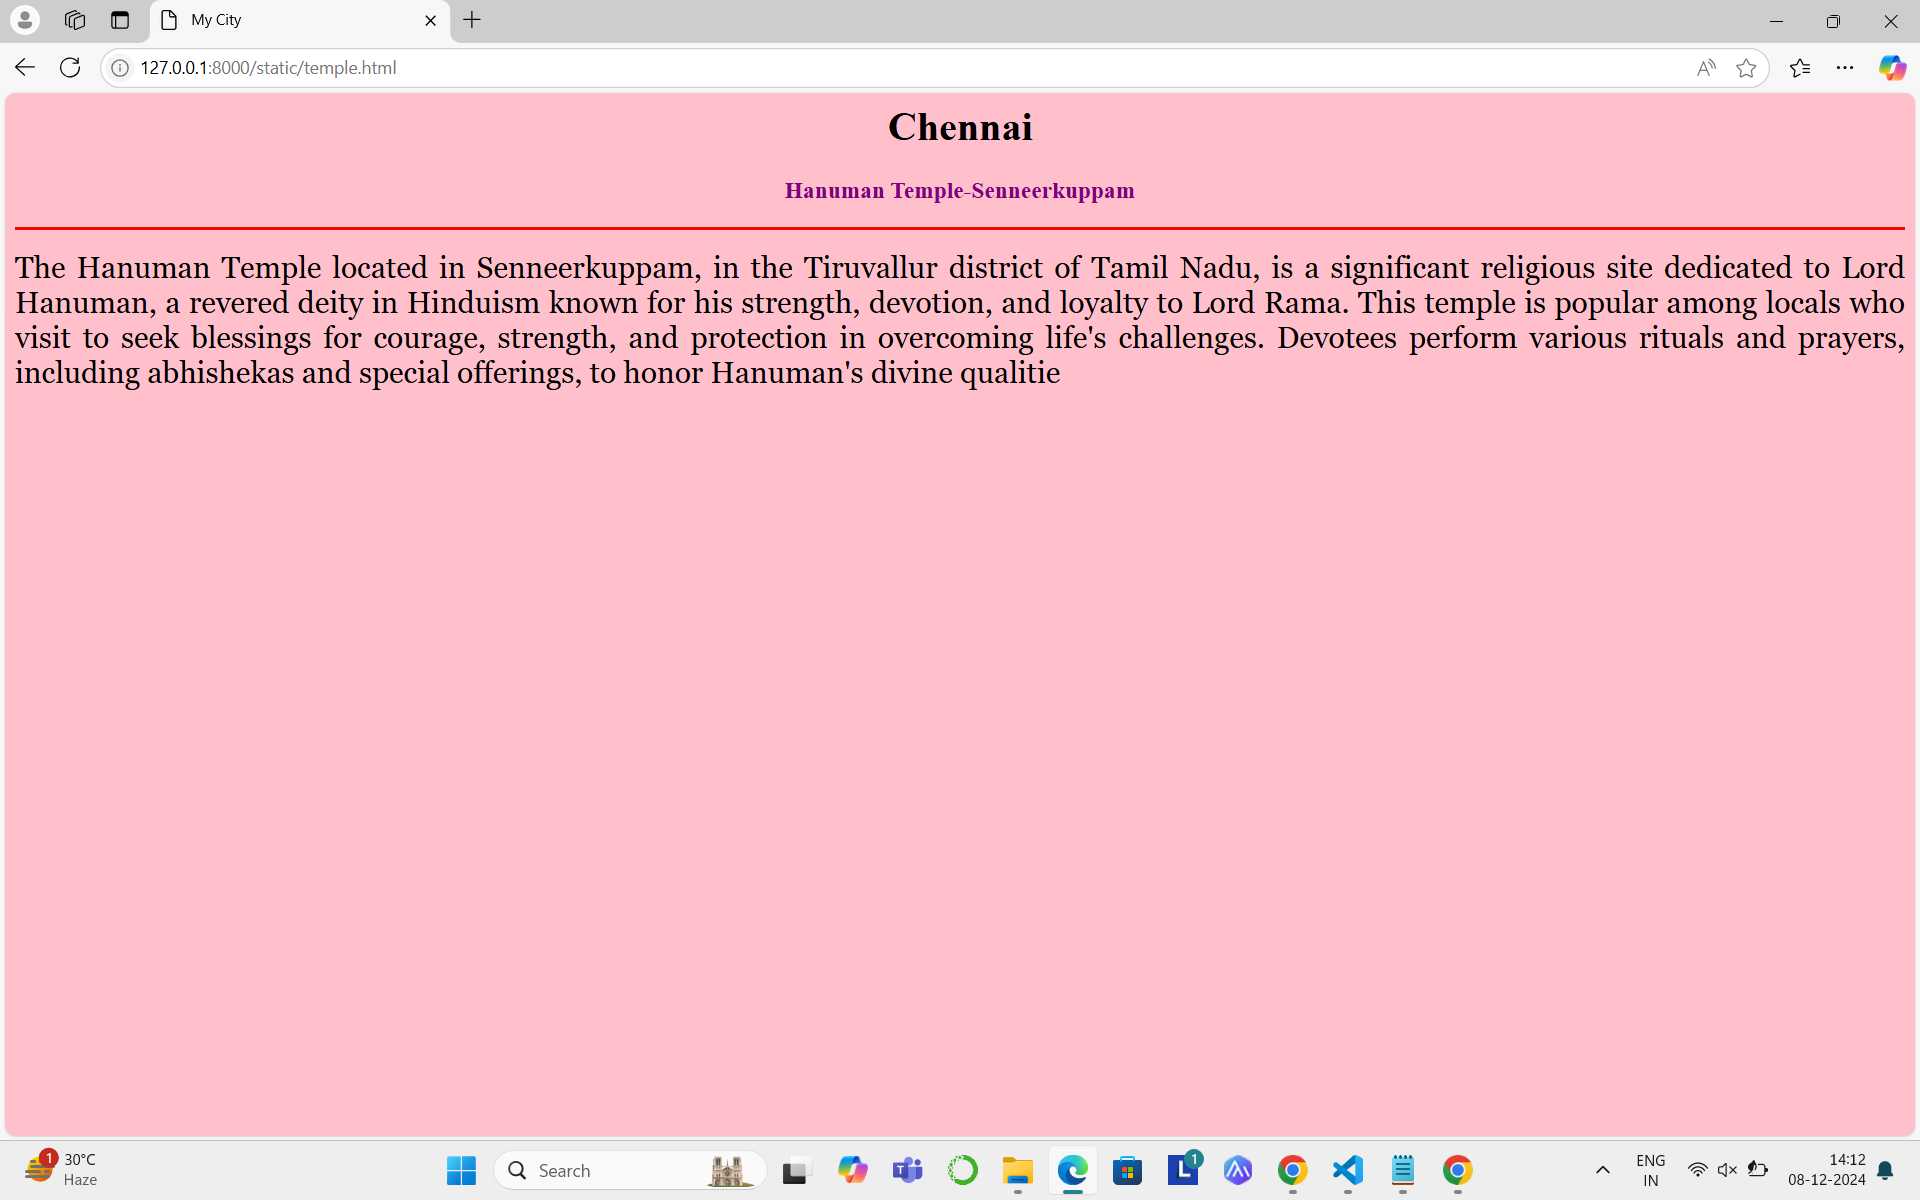 My City
127.0.0.1:8000/static/temple.html
Chennai
Hanuman Temple-Senneerkuppam
The Hanuman Temple located in Senneerkuppam, in the Tiruvallur district of Tamil Nadu, is a significant religious site dedicated to Lord
Hanuman, a revered deity in Hinduism known for his strength, devotion, and loyalty to Lord Rama. This temple is popular among locals who
visit to seek blessings for courage, strength, and protection in overcoming life's challenges. Devotees perform various rituals and prayers,
including abhishekas and special offerings, to honor Hanuman's divine qualitie
1
30°C
Haze
Search
1
ENG
IN
14:12
08-12-2024